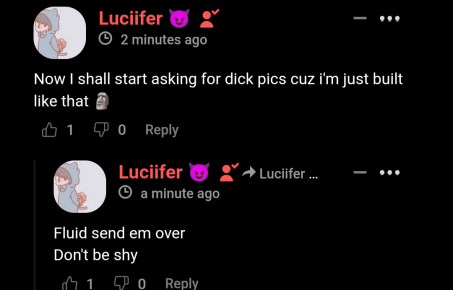 Luciifer 😈
2 minutes ago
Now I shall start asking for dick pics cuz i'm just built
like that 🗿
1 0 Reply
Luciifer 😈 Luciifer ...
a minute ago
Fluid send em over
Don't be shy
1 0 Reply